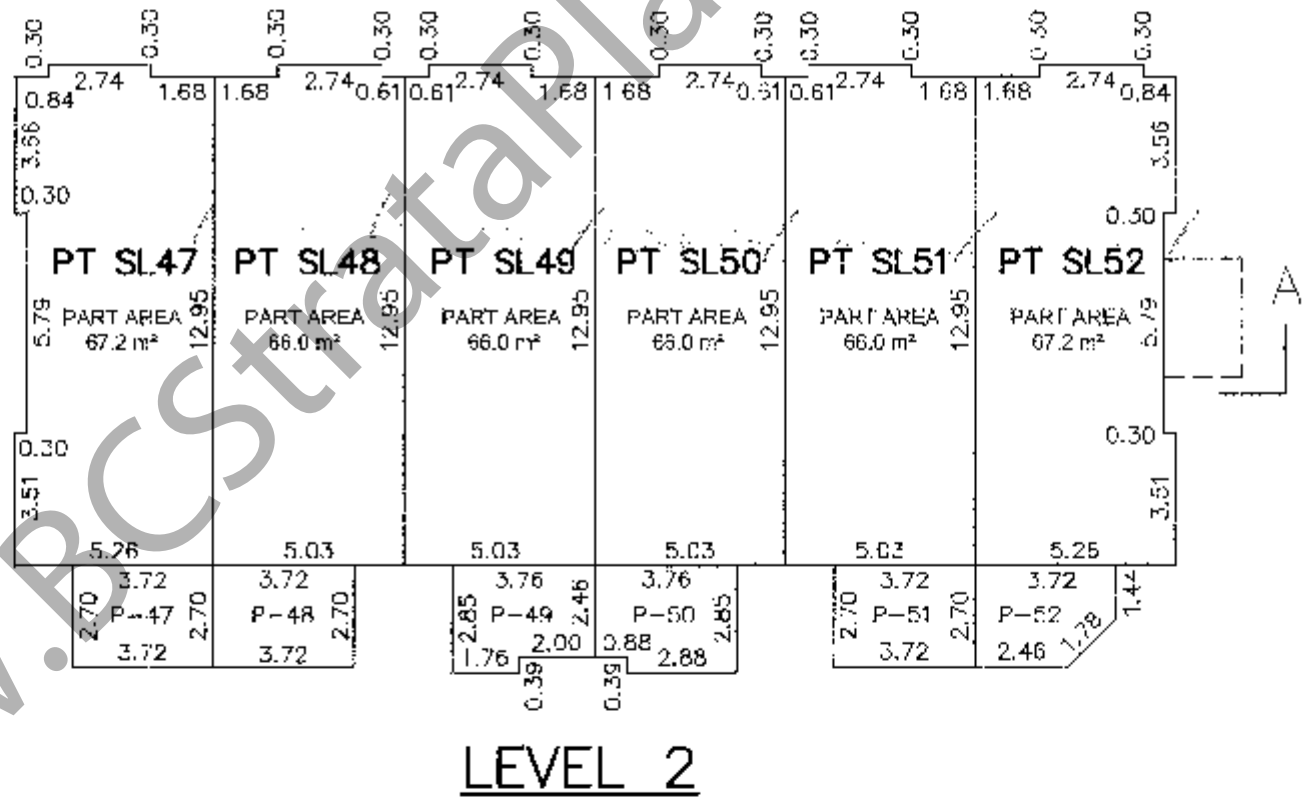 0.30 0.30 0.30 0.30 0.30 0.30 0.30 0.30 0.30 0.30 0.30 0.30
2.74 2.74 2.74 2.74 2.74 2.74
0.84 1.68 1.68 0.61 0.61 1.68 1.68 0.61 0.61 1.68 1.68 0.84
3.66 3.66
0.30 0.30
PT SL47 PT SL48 PT SL49 PT SL50 PT SL51 PT SL52
A
PART AREA PART AREA PART AREA PART AREA PART AREA PART AREA
67.2 m² 66.0 m² 66.0 m² 66.0 m² 66.0 m² 67.2 m²
5.79 12.95 12.95 12.95 12.95 12.95 5.79
0.30 0.30
3.51 3.51
5.26 5.03 5.03 5.03 5.03
3.72 3.72 3.76 3.76 3.72 3.72
2.70 P-47 2.70 P-48 2.70 2.85 P-49 2.46 P-50 2.85 2.70 P-51 2.70 P-52 1.44
3.72 3.72 1.76 2.00 0.88 2.88 3.72 2.46 1.78
0.39 0.39
LEVEL 2
.BCStrataPla